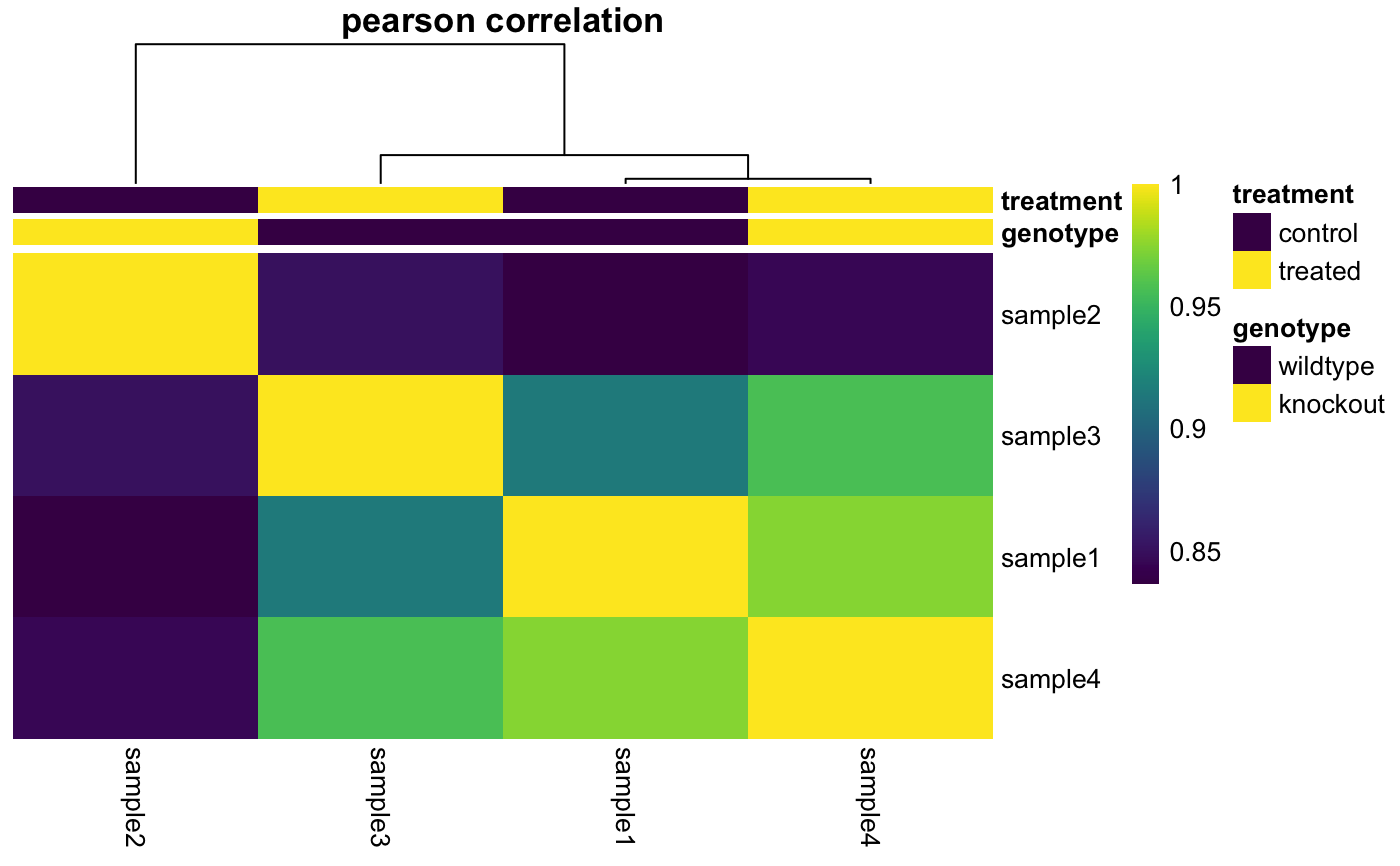 pearson correlation
treatment
genotype
sample2
sample3
sample1
sample4
sample2
sample3
sample1
sample4
1
0.95
0.9
0.85
treatment
control
treated
genotype
wildtype
knockout